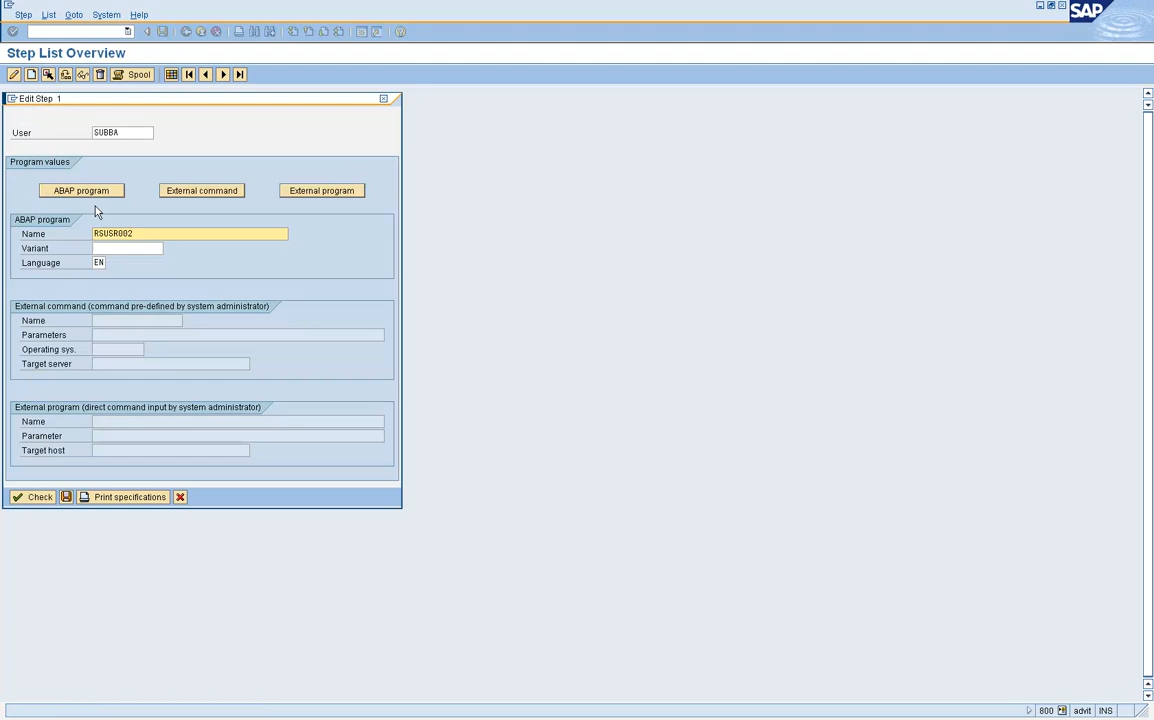 Step List Goto System Help
SAP
Step List Overview
Spool
Edit Step 1
User SUBBA
Program values
ABAP program External command External program
ABAP program
Name RSUSR002
Variant
Language EN
External command (command pre-defined by system administrator)
Name
Parameters
Operating sys.
Target server
External program (direct command input by system administrator)
Name
Parameter
Target host
Check Print specifications
800 advit INS